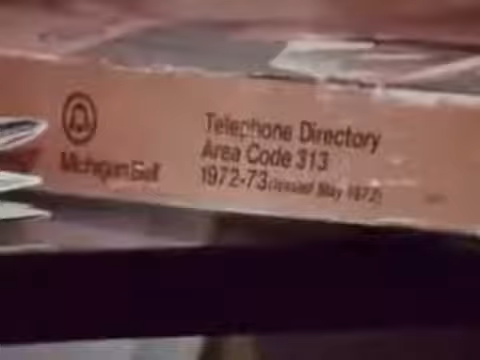 Michigan Bell
Telephone Directory
Area Code 313
1972-73 (issued May 1972)